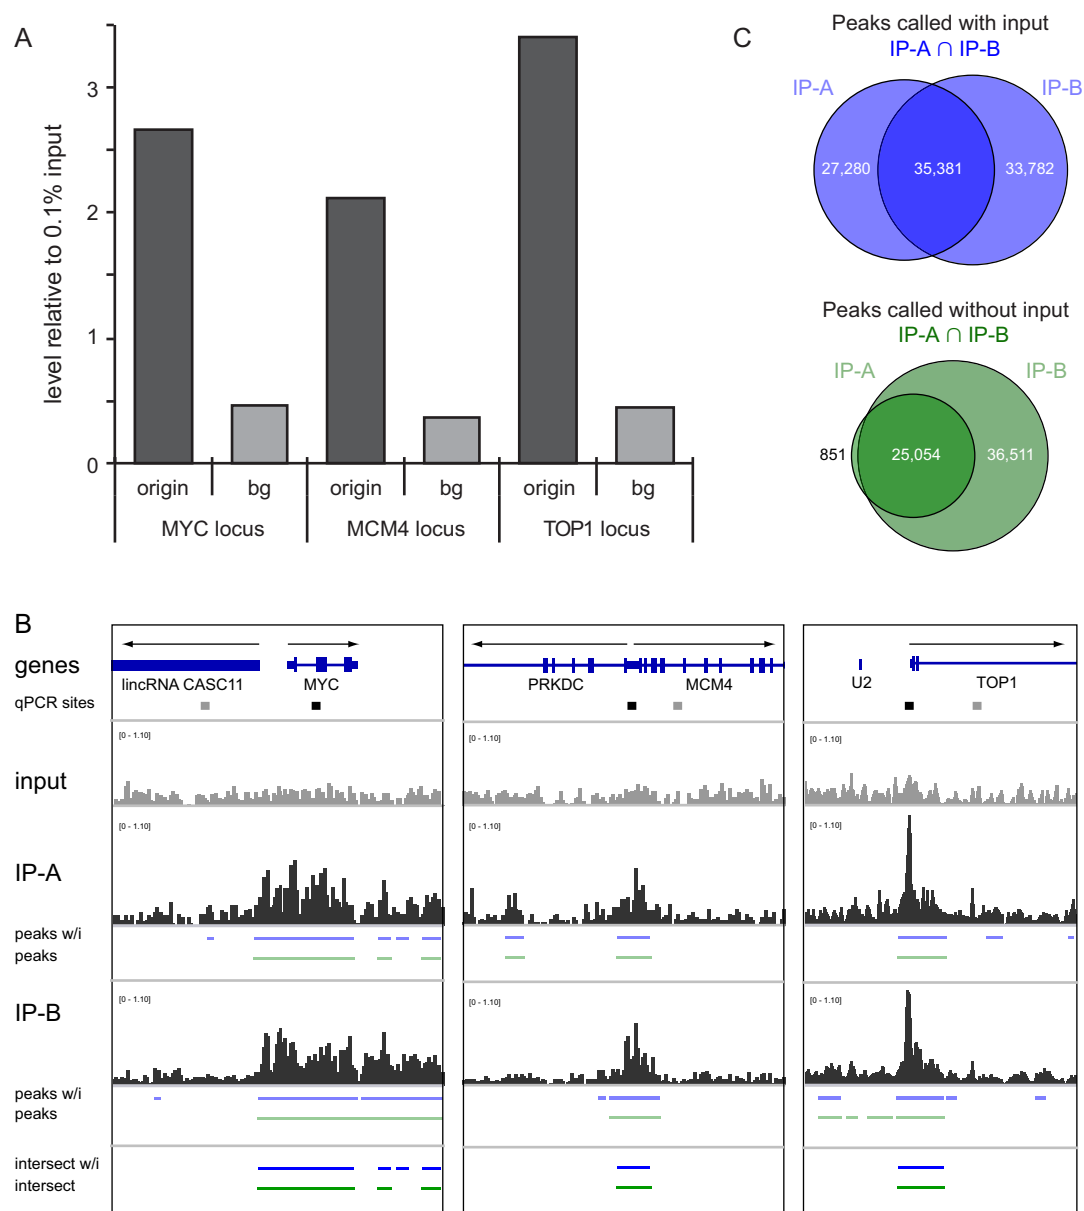 A
level relative to 0.1% input
3
2
1
0
origin bg origin bg origin bg
MYC locus MCM4 locus TOP1 locus
C
Peaks called with input
IP-A ∩ IP-B
IP-A IP-B
27,280 35,381 33,782
Peaks called without input
IP-A ∩ IP-B
IP-A IP-B
851 25,054 36,511
B
genes
lincRNA CASC11 MYC PRKDC MCM4 U2 TOP1
qPCR sites
[0 - 1.10] [0 - 1.10] [0 - 1.10]
input
[0 - 1.10] [0 - 1.10] [0 - 1.10]
IP-A
peaks w/i
peaks
[0 - 1.10] [0 - 1.10] [0 - 1.10]
IP-B
peaks w/i
peaks
intersect w/i
intersect